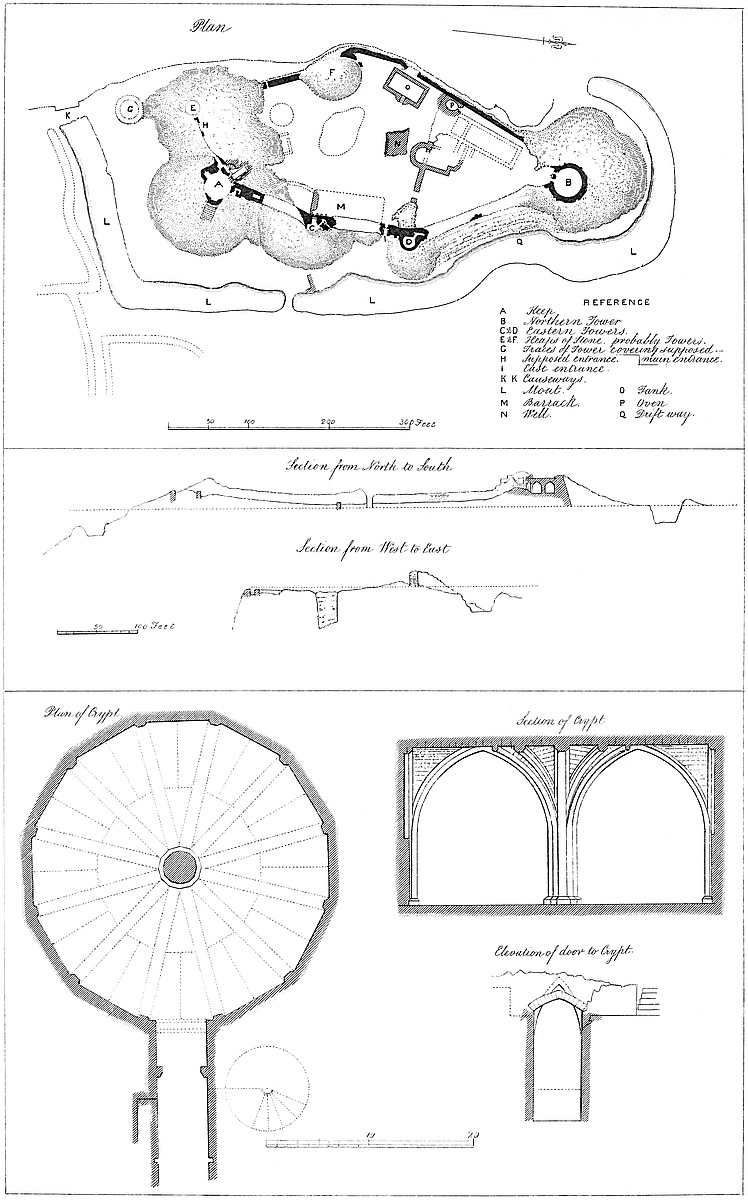 Plan
F
G
E
K
H
O
P
N
A
B
M
C
D
Q
L
L
L
L
REFERENCE
A Keep,
B Northern Tower
C&D Eastern Towers.
E&F. Heaps of Stone. probably Towers.
G Traces of Tower covering supposed
H Supposed entrance. main entrance.
I East entrance.
K K Causeways.
L Moat. O Tank.
M Barrack. P Oven
N Well. Q Drift way.
50 100 200 300 Feet
Section from North to South
Section from West to East
50 100 Feet
Plan of Crypt.
Section of Crypt
Elevation of door to Crypt.
10 20